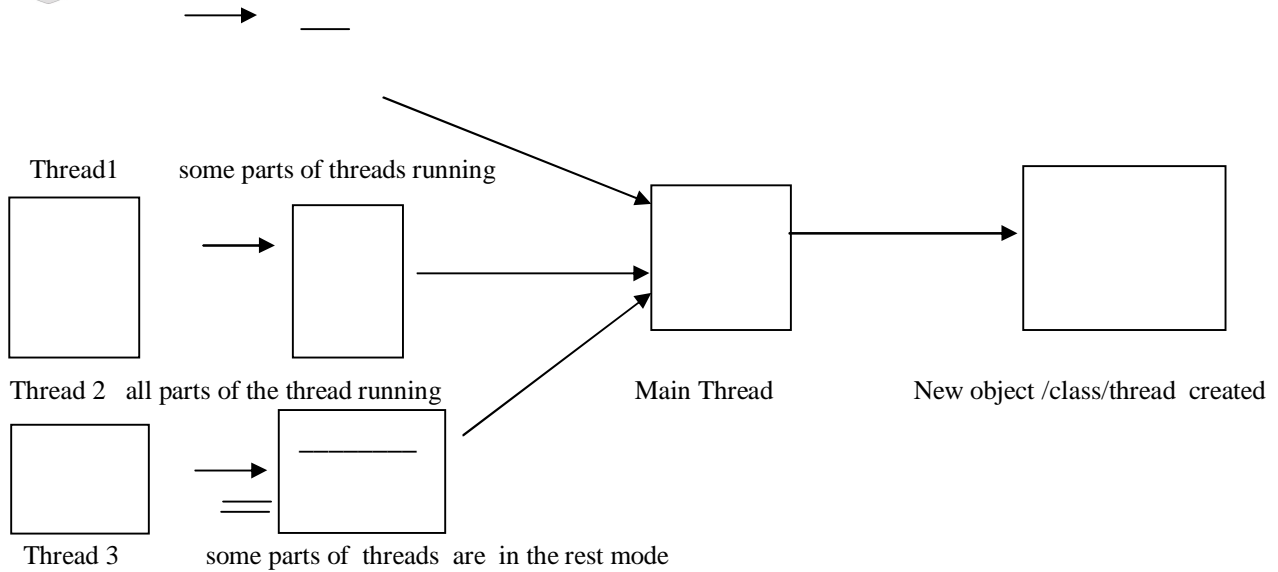 Thread1 some parts of threads running
Thread 2 all parts of the thread running
Main Thread
New object /class/thread created
Thread 3 some parts of threads are in the rest mode